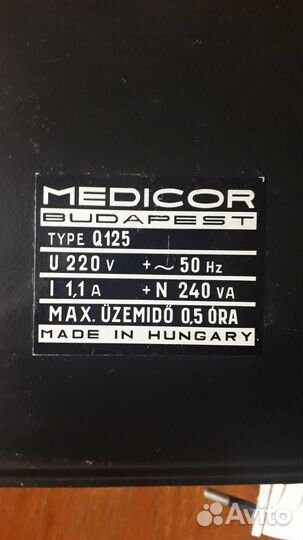 MEDICOR
BUDAPEST
TYPE Q125
U 220 V +~ 50 Hz
I 1,1 A +N 240 VA
MAX. ÜZEMIDŐ 0,5 ÓRA
MADE IN HUNGARY
Avito